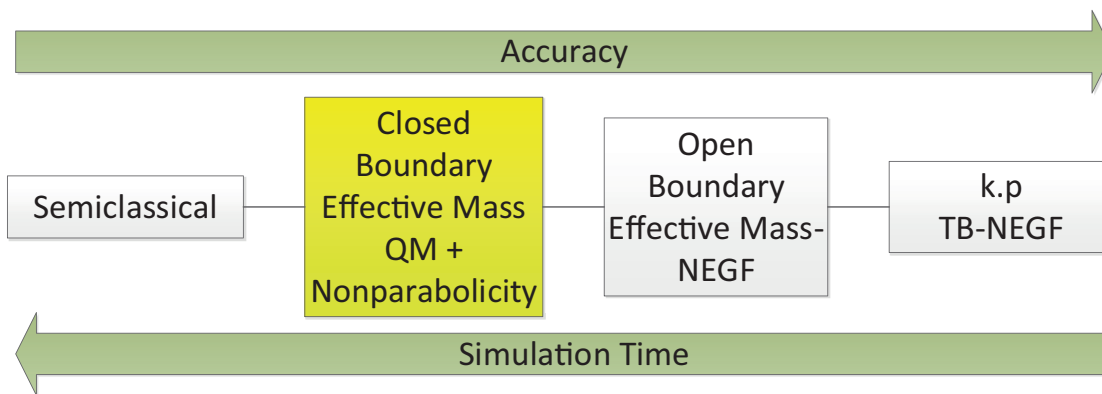 Accuracy
Semiclassical
Closed
Boundary
Effective Mass
QM +
Nonparabolicity
Open
Boundary
Effective Mass-
NEGF
k.p
TB-NEGF
Simulation Time